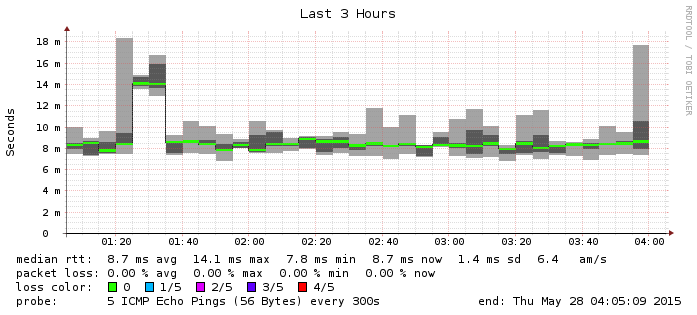 Last 3 Hours
RRDTOOL / TOBI OETIKER
Seconds
18 m
16 m
14 m
12 m
10 m
8 m
6 m
4 m
2 m
0
01:20 01:40 02:00 02:20 02:40 03:00 03:20 03:40 04:00
median rtt: 8.7 ms avg 14.1 ms max 7.8 ms min 8.7 ms now 1.4 ms sd 6.4 am/s
packet loss: 0.00 % avg 0.00 % max 0.00 % min 0.00 % now
loss color: 0 1/5 2/5 3/5 4/5
probe: 5 ICMP Echo Pings (56 Bytes) every 300s end: Thu May 28 04:05:09 2015